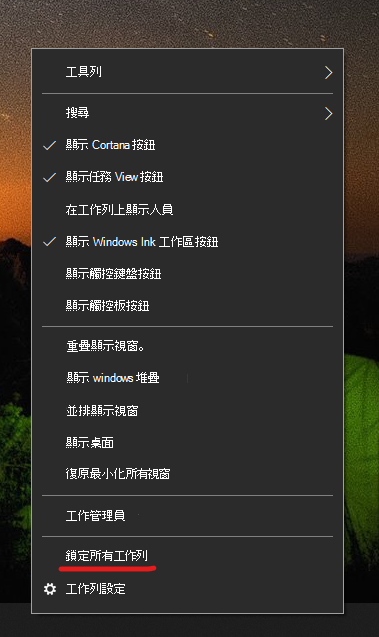 工具列
搜尋
顯示 Cortana 按鈕
顯示任務 View 按鈕
在工作列上顯示人員
顯示 Windows Ink 工作區按鈕
顯示觸控鍵盤按鈕
顯示觸控板按鈕
重疊顯示視窗。
顯示 windows 堆疊
並排顯示視窗
顯示桌面
復原最小化所有視窗
工作管理員
鎖定所有工作列
工作列設定